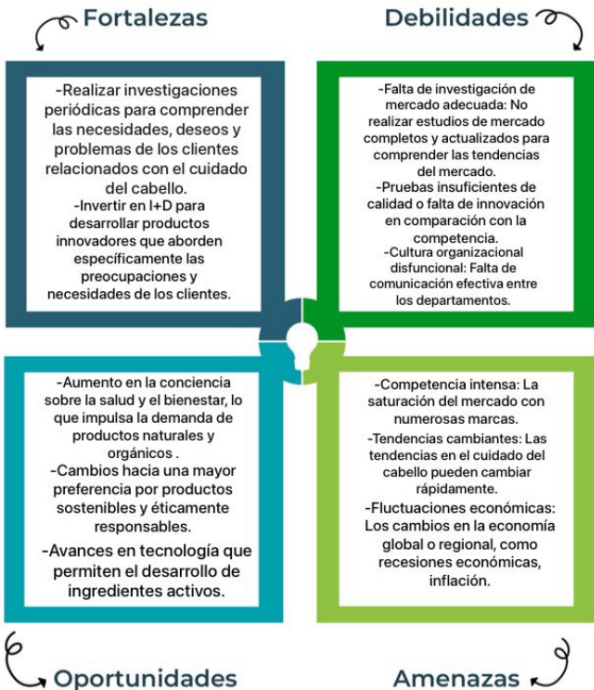 Fortalezas
-Realizar investigaciones
periódicas para comprender
las necesidades, deseos y
problemas de los clientes
relacionados con el cuidado
del cabello.
-Invertir en I+D para
desarrollar productos
innovadores que aborden
específicamente las
preocupaciones y
necesidades de los clientes.
Debilidades
-Falta de investigación de
mercado adecuada: No
realizar estudios de mercado
completos y actualizados para
comprender las tendencias
del mercado.
-Pruebas insuficientes de
calidad o falta de innovación
en comparación con la
competencia.
-Cultura organizacional
disfuncional: Falta de
comunicación efectiva entre
los departamentos.
-Aumento en la conciencia
sobre la salud y el bienestar, lo
que impulsa la demanda de
productos naturales y
orgánicos .
-Cambios hacia una mayor
preferencia por productos
sostenibles y éticamente
responsables.
-Avances en tecnología que
permiten el desarrollo de
ingredientes activos.
Oportunidades
-Competencia intensa: La
saturación del mercado con
numerosas marcas.
-Tendencias cambiantes: Las
tendencias en el cuidado del
cabello pueden cambiar
rápidamente.
-Fluctuaciones económicas:
Los cambios en la economía
global o regional, como
recesiones económicas,
inflación.
Amenazas